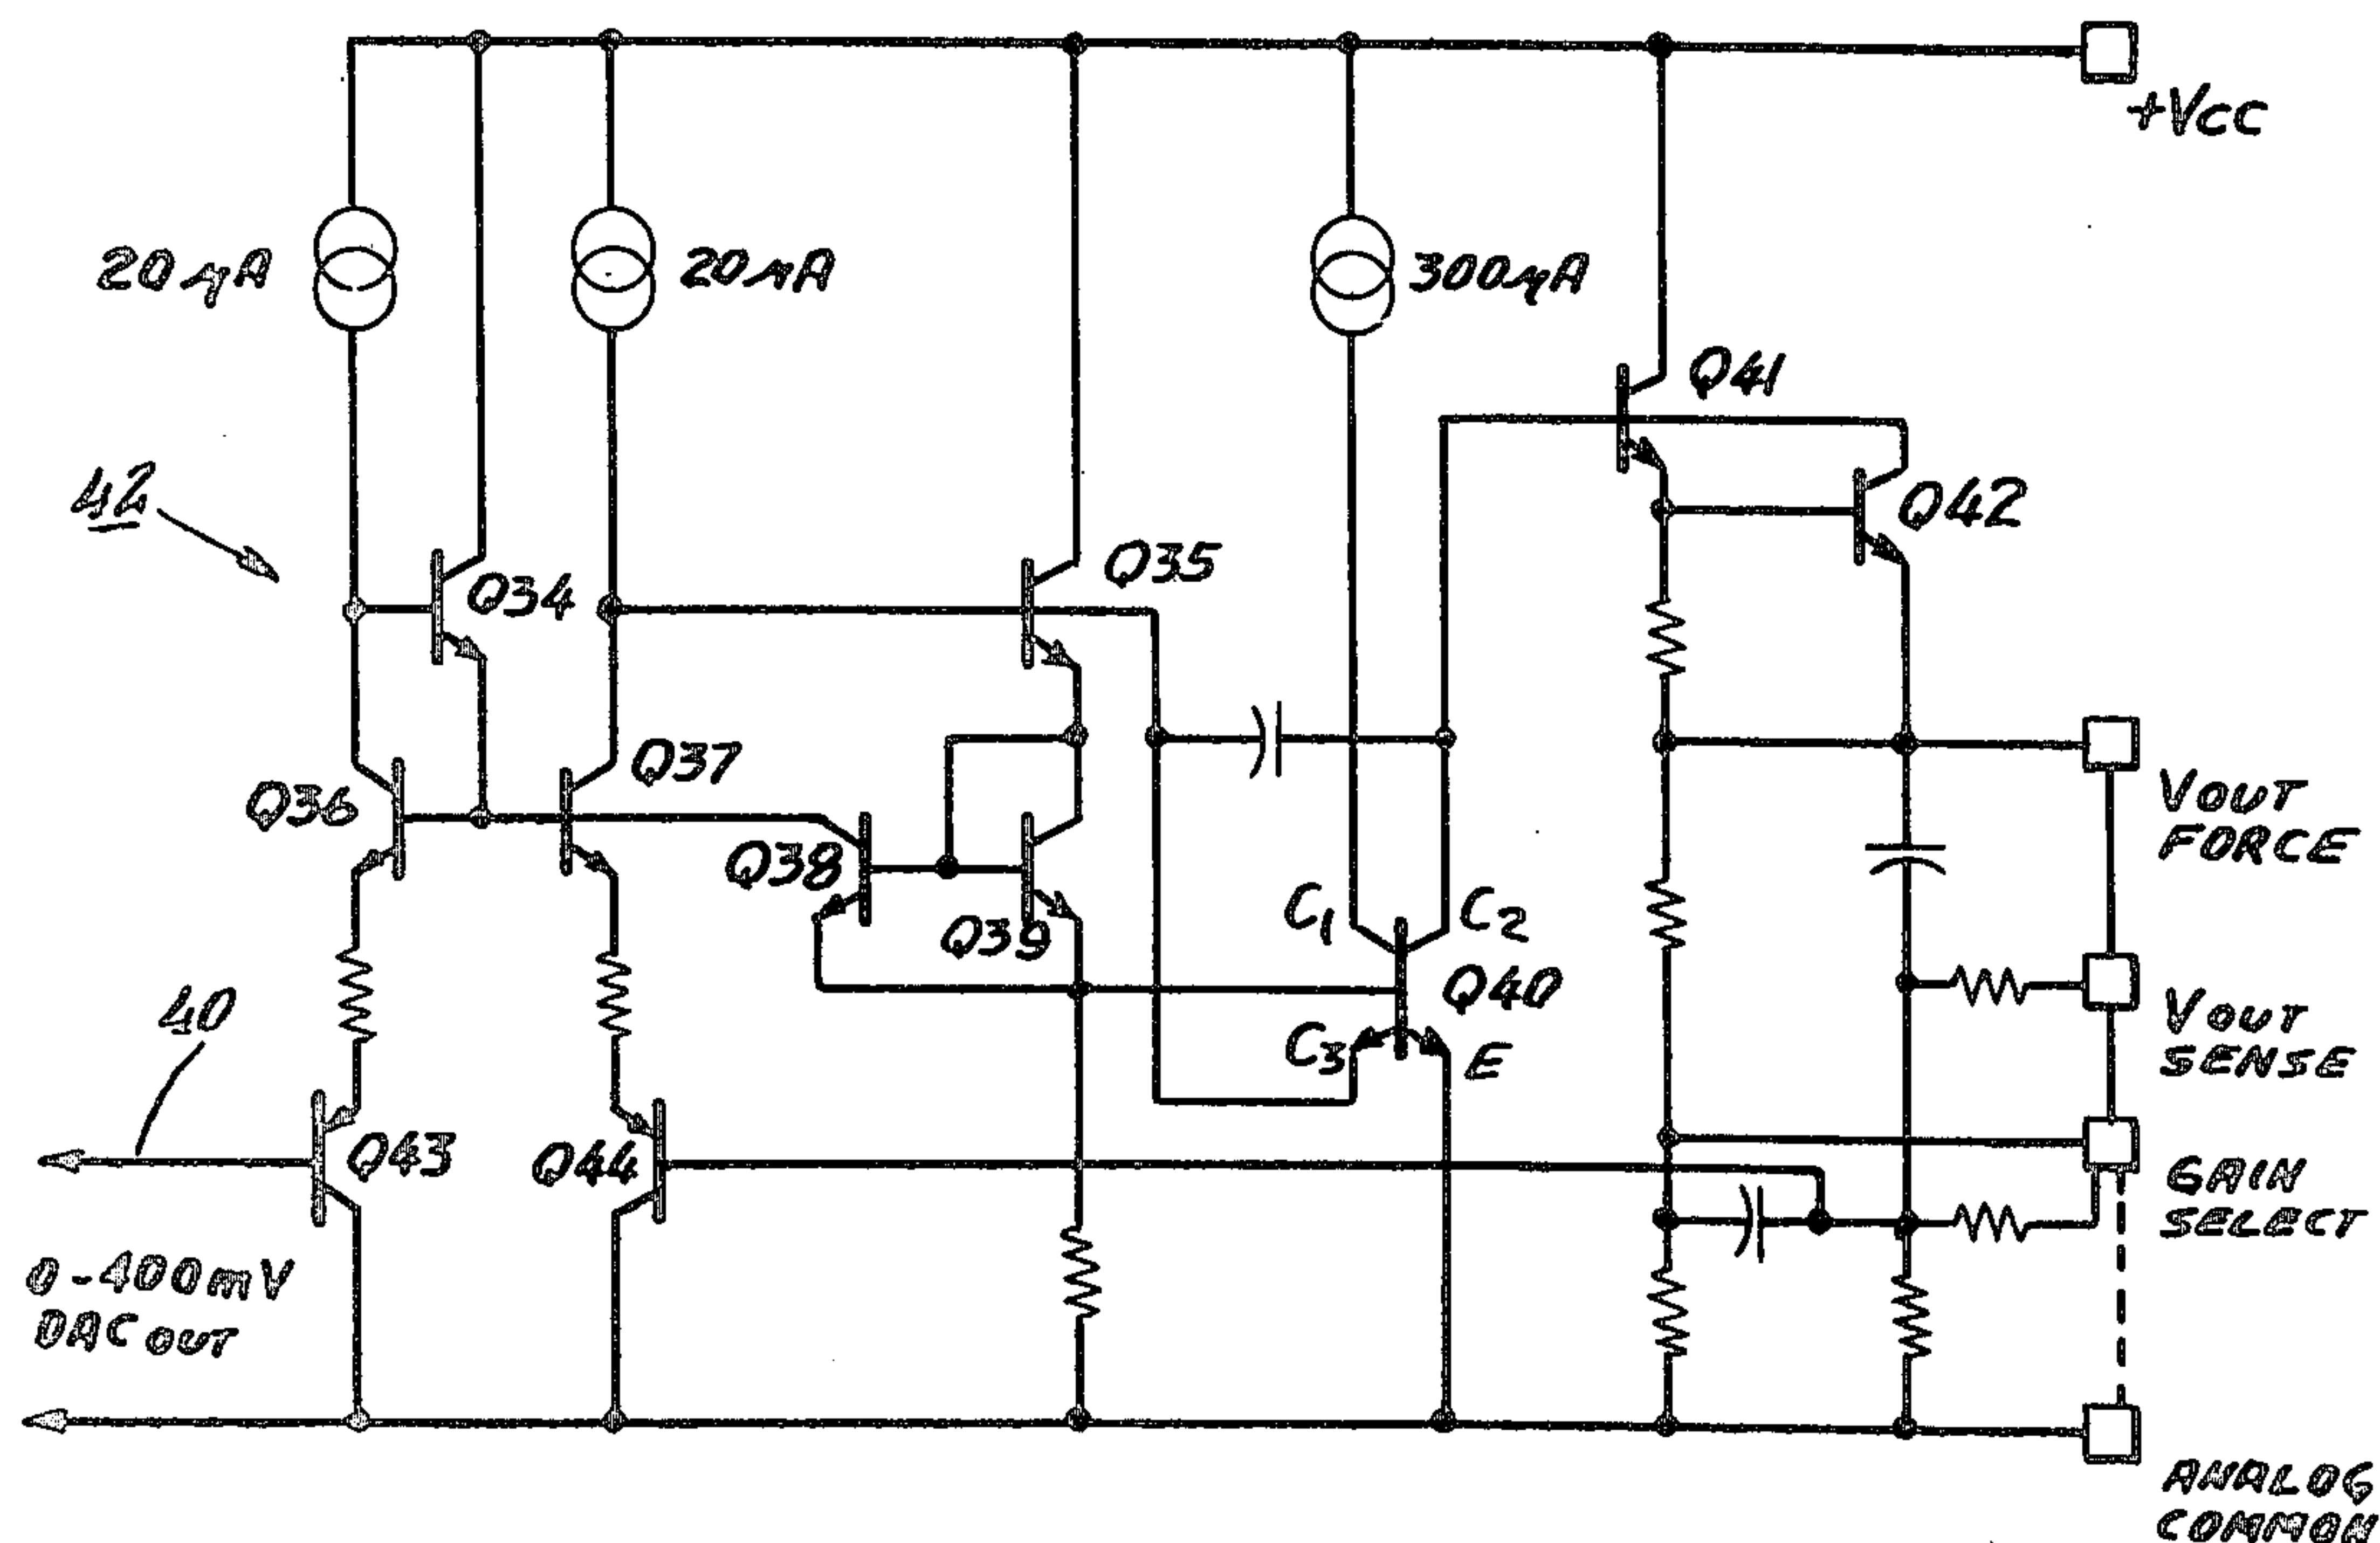 +VCC
20μA
20μA
300μA
Q41
42
Q42
Q34
Q35
Q37
Q36
Q38
VOUT
FORCE
C1
C2
Q39
Q40
40
VOUT
SENSE
C3
E
Q43
Q44
GAIN
SELECT
0-400mV
DAC OUT
ANALOG
COMMON